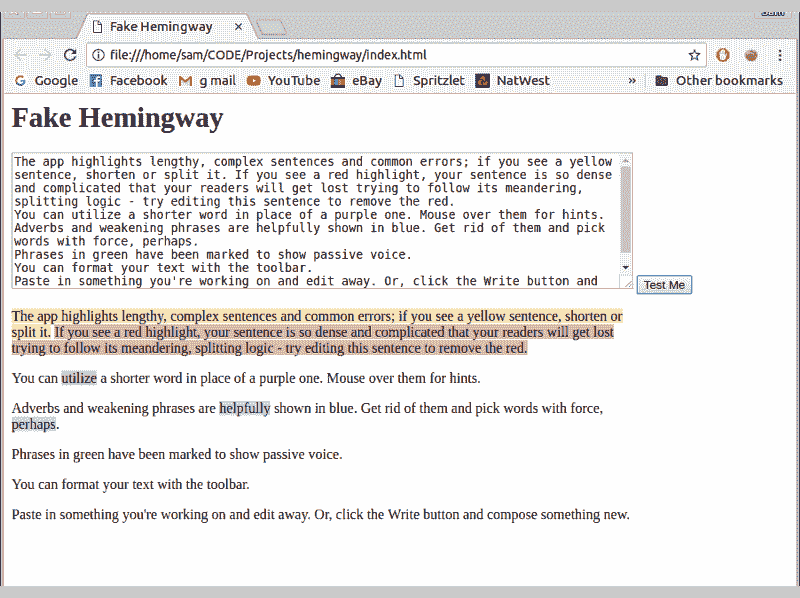 Fake Hemingway
file:///home/sam/CODE/Projects/hemingway/index.html
Google Facebook g mail YouTube eBay Spritzlet NatWest » Other bookmarks
Fake Hemingway
The app highlights lengthy, complex sentences and common errors; if you see a yellow
sentence, shorten or split it. If you see a red highlight, your sentence is so dense
and complicated that your readers will get lost trying to follow its meandering,
splitting logic - try editing this sentence to remove the red.
You can utilize a shorter word in place of a purple one. Mouse over them for hints.
Adverbs and weakening phrases are helpfully shown in blue. Get rid of them and pick
words with force, perhaps.
Phrases in green have been marked to show passive voice.
You can format your text with the toolbar.
Paste in something you're working on and edit away. Or, click the Write button and
Test Me
The app highlights lengthy, complex sentences and common errors; if you see a yellow sentence, shorten or
split it. If you see a red highlight, your sentence is so dense and complicated that your readers will get lost
trying to follow its meandering, splitting logic - try editing this sentence to remove the red.
You can utilize a shorter word in place of a purple one. Mouse over them for hints.
Adverbs and weakening phrases are helpfully shown in blue. Get rid of them and pick words with force,
perhaps.
Phrases in green have been marked to show passive voice.
You can format your text with the toolbar.
Paste in something you're working on and edit away. Or, click the Write button and compose something new.